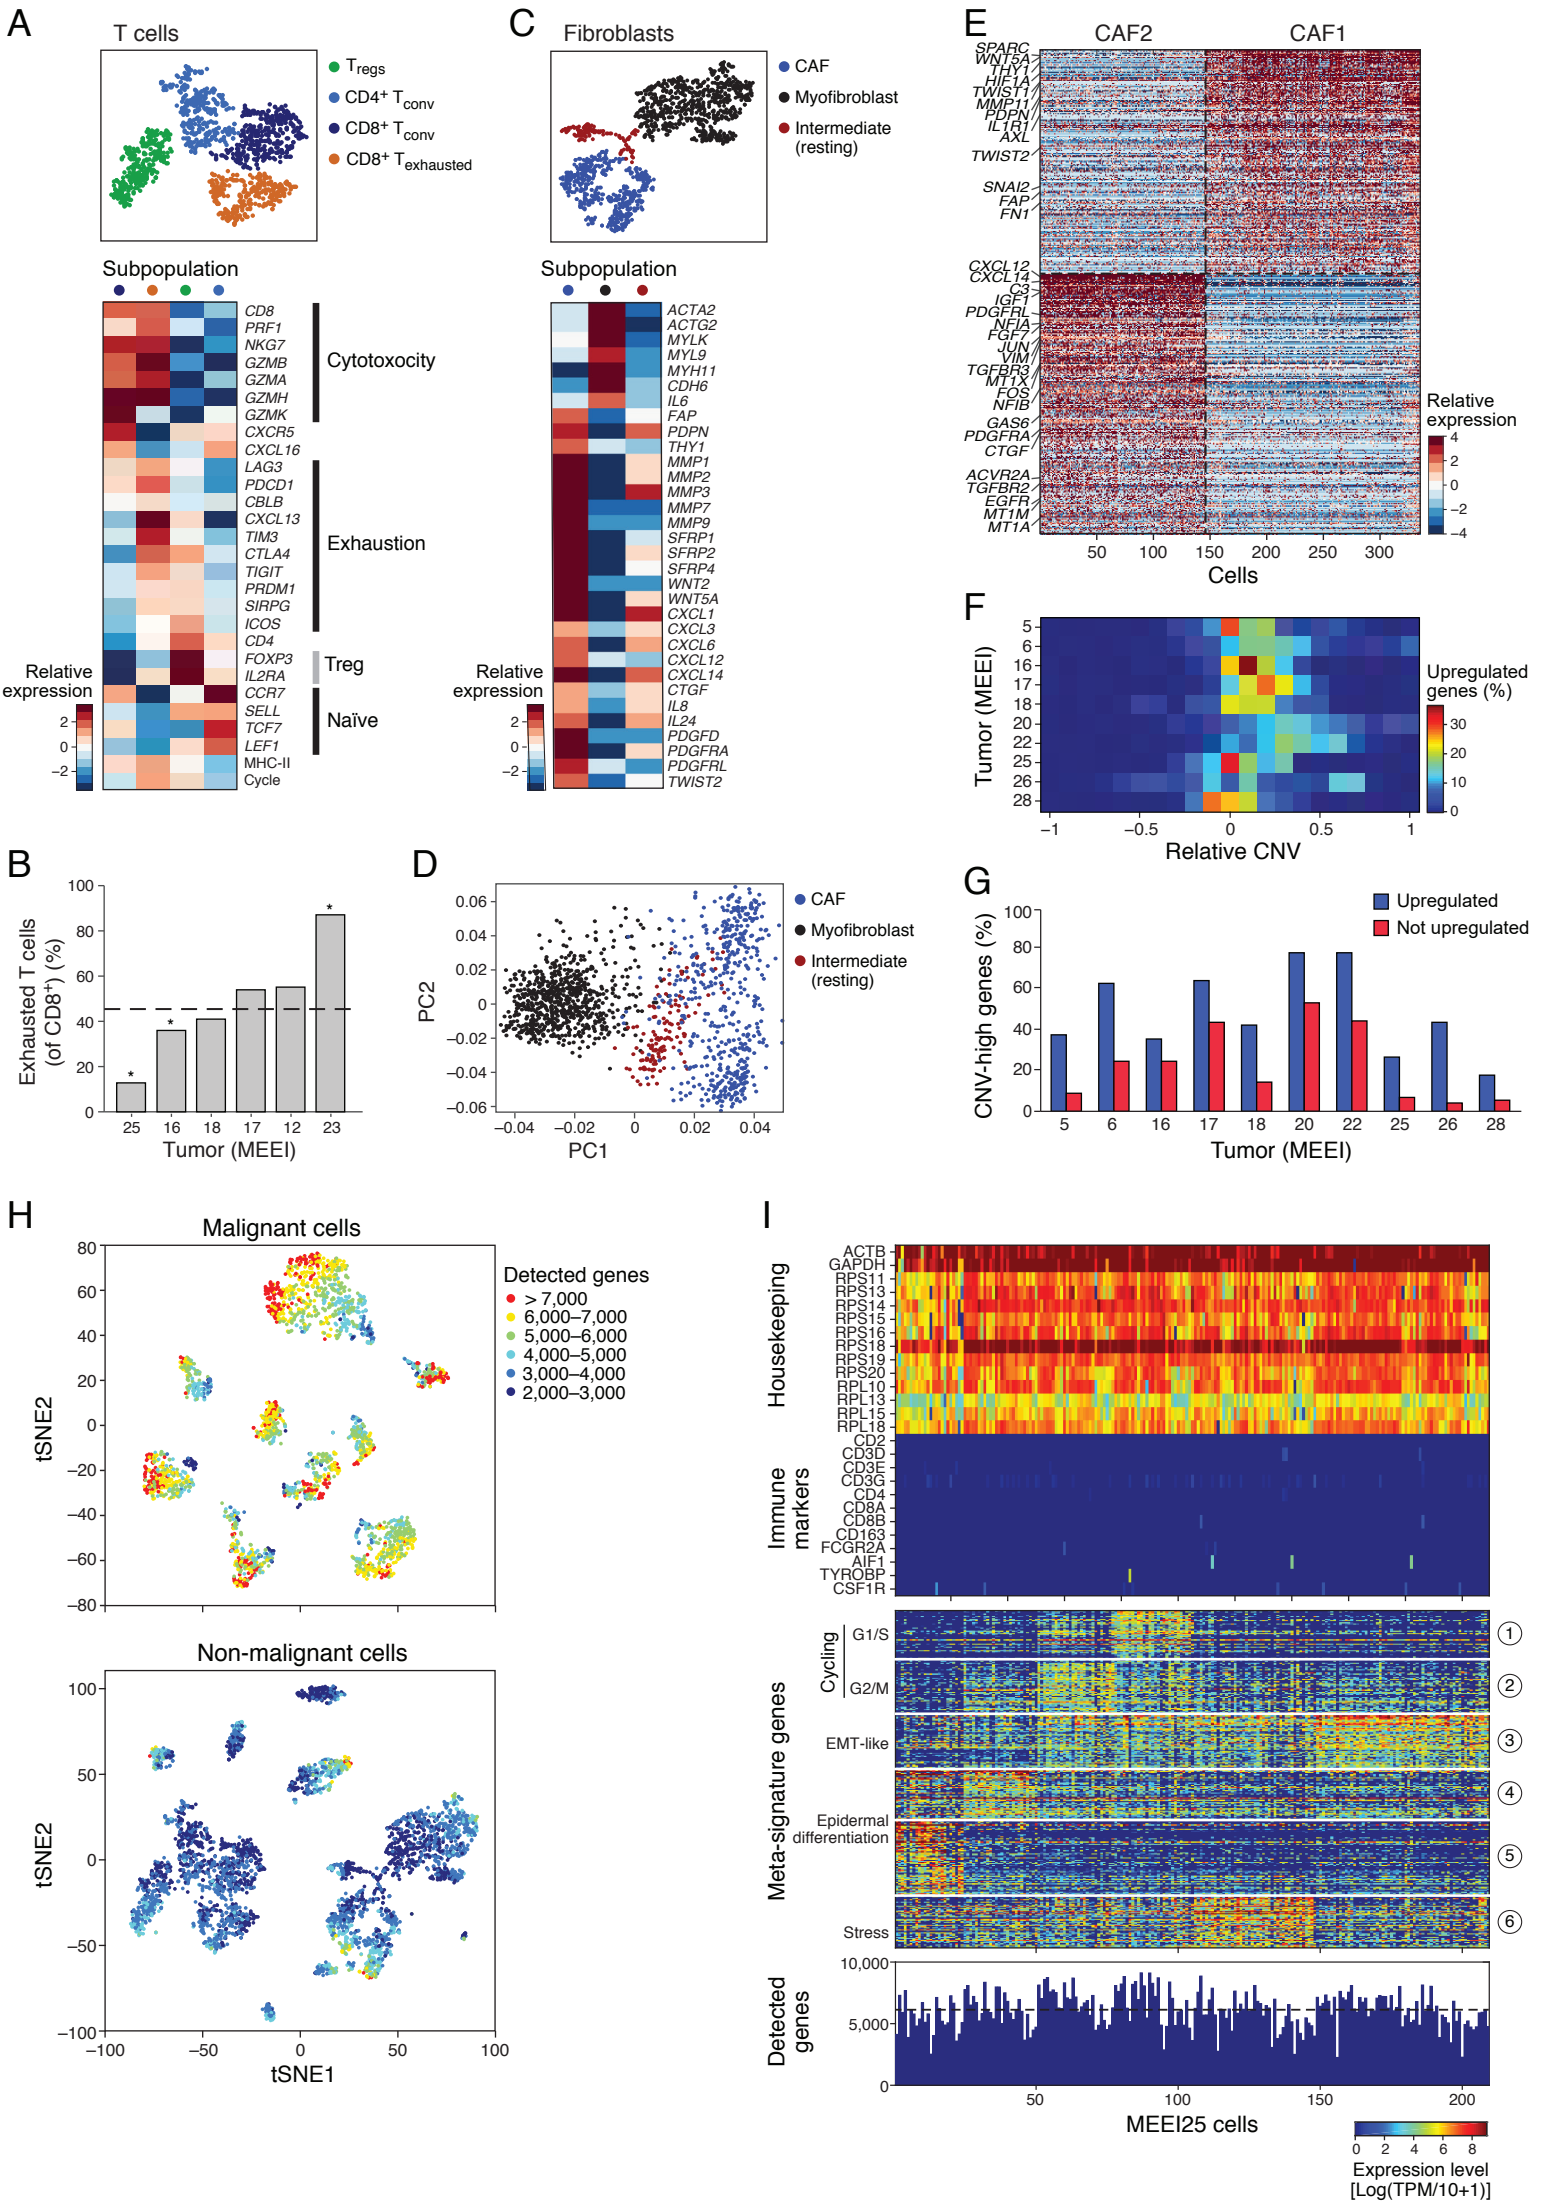 A
T cells
Tregs
CD4+ Tconv
CD8+ Tconv
CD8+ Texhausted
Subpopulation
CD8
PRF1
NKG7
GZMB
GZMA
GZMH
GZMK
CXCR5
CXCL16
LAG3
PDCD1
CBLB
CXCL13
TIM3
CTLA4
TIGIT
PRDM1
SIRPG
ICOS
CD4
FOXP3
IL2RA
CCR7
SELL
TCF7
LEF1
MHC-II
Cycle
Cytotoxocity
Exhaustion
Treg
Naïve
Relative
expression
2
0
−2
C
Fibroblasts
CAF
Myofibroblast
Intermediate
(resting)
Subpopulation
ACTA2
ACTG2
MYLK
MYL9
MYH11
CDH6
IL6
FAP
PDPN
THY1
MMP1
MMP2
MMP3
MMP7
MMP9
SFRP1
SFRP2
SFRP4
WNT2
WNT5A
CXCL1
CXCL3
CXCL6
CXCL12
CXCL14
CTGF
IL8
IL24
PDGFD
PDGFRA
PDGFRL
TWIST2
Relative
expression
2
0
−2
E
CAF2 CAF1
SPARC
WNT5A
THY1
HIF1A
TWIST1
MMP11
PDPN
IL1R1
AXL
TWIST2
SNAI2
FAP
FN1
CXCL12
CXCL14
C3
IGF1
PDGFRL
NFIA
FGF7
JUN
VIM
TGFBR3
MT1X
FOS
NFIB
GAS6
PDGFRA
CTGF
ACVR2A
TGFBR2
EGFR
MT1M
MT1A
50 100 150 200 250 300
Cells
Relative
expression
4
2
0
−2
−4
F
Tumor (MEEI)
5
6
16
17
18
20
22
25
26
28
−1 −0.5 0 0.5 1
Relative CNV
Upregulated
genes (%)
30
20
10
0
B
Exhausted T cells
(of CD8+) (%)
100
80
60
40
20
0
* * *
25 16 18 17 12 23
Tumor (MEEI)
D
PC2
0.06
0.04
0.02
0
−0.02
−0.04
−0.06
−0.04 −0.02 0 0.02 0.04
PC1
CAF
Myofibroblast
Intermediate
(resting)
G
CNV-high genes (%)
100
80
60
40
20
0
Upregulated
Not upregulated
5 6 16 17 18 20 22 25 26 28
Tumor (MEEI)
H
Malignant cells
tSNE2
80
60
40
20
0
−20
−40
−60
−80
Detected genes
> 7,000
6,000–7,000
5,000–6,000
4,000–5,000
3,000–4,000
2,000–3,000
Non-malignant cells
tSNE2
100
50
0
−50
−100
−100 −50 0 50 100
tSNE1
I
Housekeeping
ACTB
GAPDH
RPS11
RPS13
RPS14
RPS15
RPS16
RPS18
RPS19
RPS20
RPL10
RPL13
RPL15
RPL18
Immune
markers
CD2
CD3D
CD3E
CD3G
CD4
CD8A
CD8B
CD163
FCGR2A
AIF1
TYROBP
CSF1R
Meta-signature genes
Cycling
G1/S
1
G2/M
2
EMT-like
3
4
Epidermal
differentiation
5
Stress
6
Detected
genes
10,000
5,000
0
50 100 150 200
MEEI25 cells
0 2 4 6 8
Expression level
[Log(TPM/10+1)]